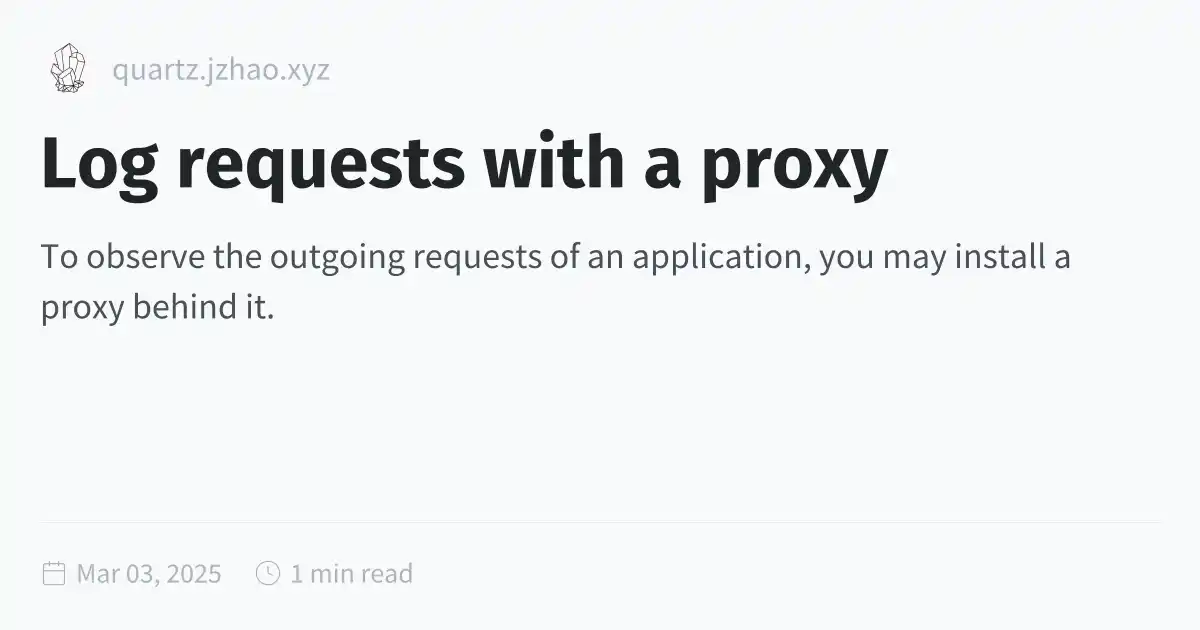 quartz.jzhao.xyz
Log requests with a proxy
To observe the outgoing requests of an application, you may install a
proxy behind it.
Mar 03, 2025 1 min read